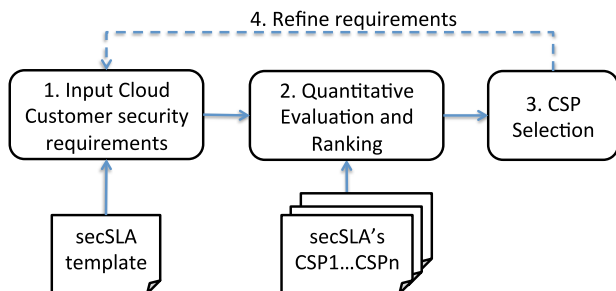 4. Refine requirements
1. Input Cloud
Customer security
requirements
2. Quantitative
Evaluation and
Ranking
3. CSP
Selection
secSLA
template
secSLA's
CSP1...CSPn